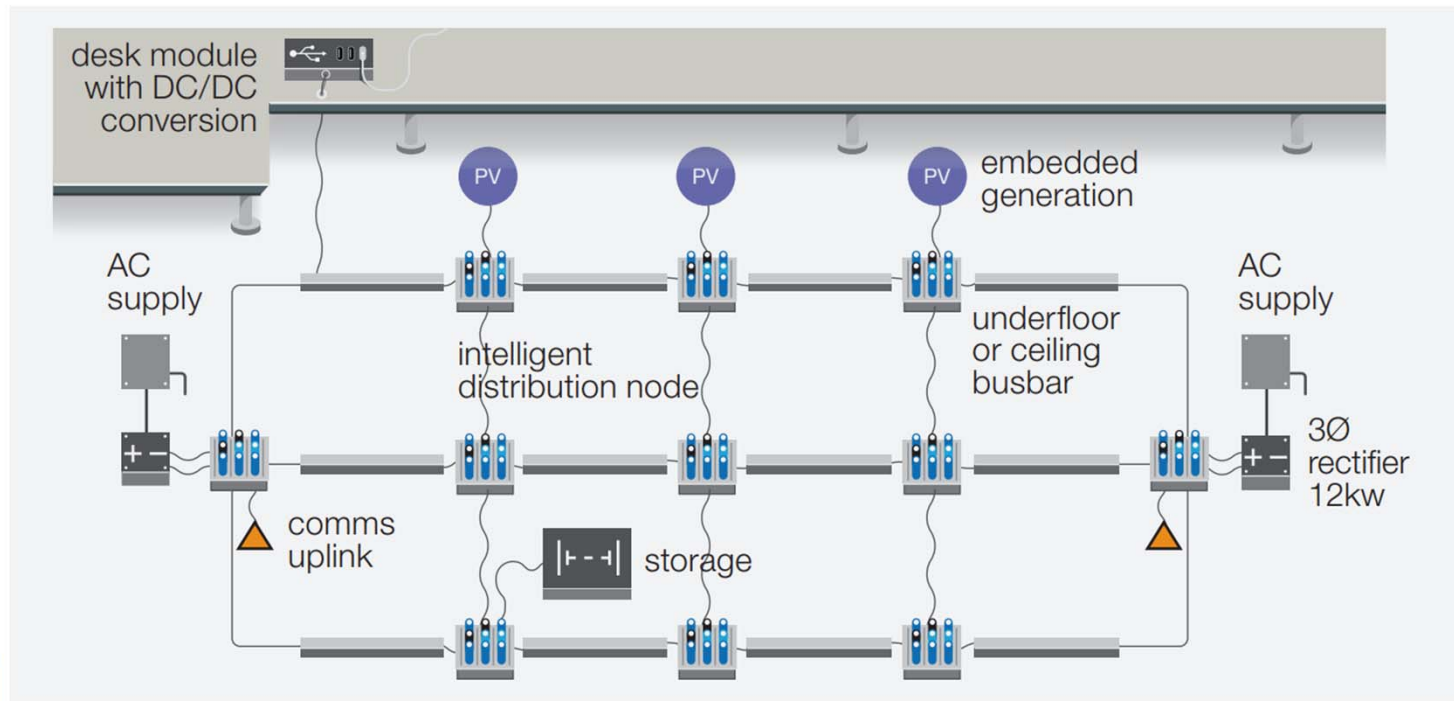 desk module
with DC/DC
conversion
PV
PV
PV
embedded
generation
AC
supply
AC
supply
intelligent
distribution node
underfloor
or ceiling
busbar
+ −
+ −
3Ø
rectifier
12kw
comms
uplink
storage